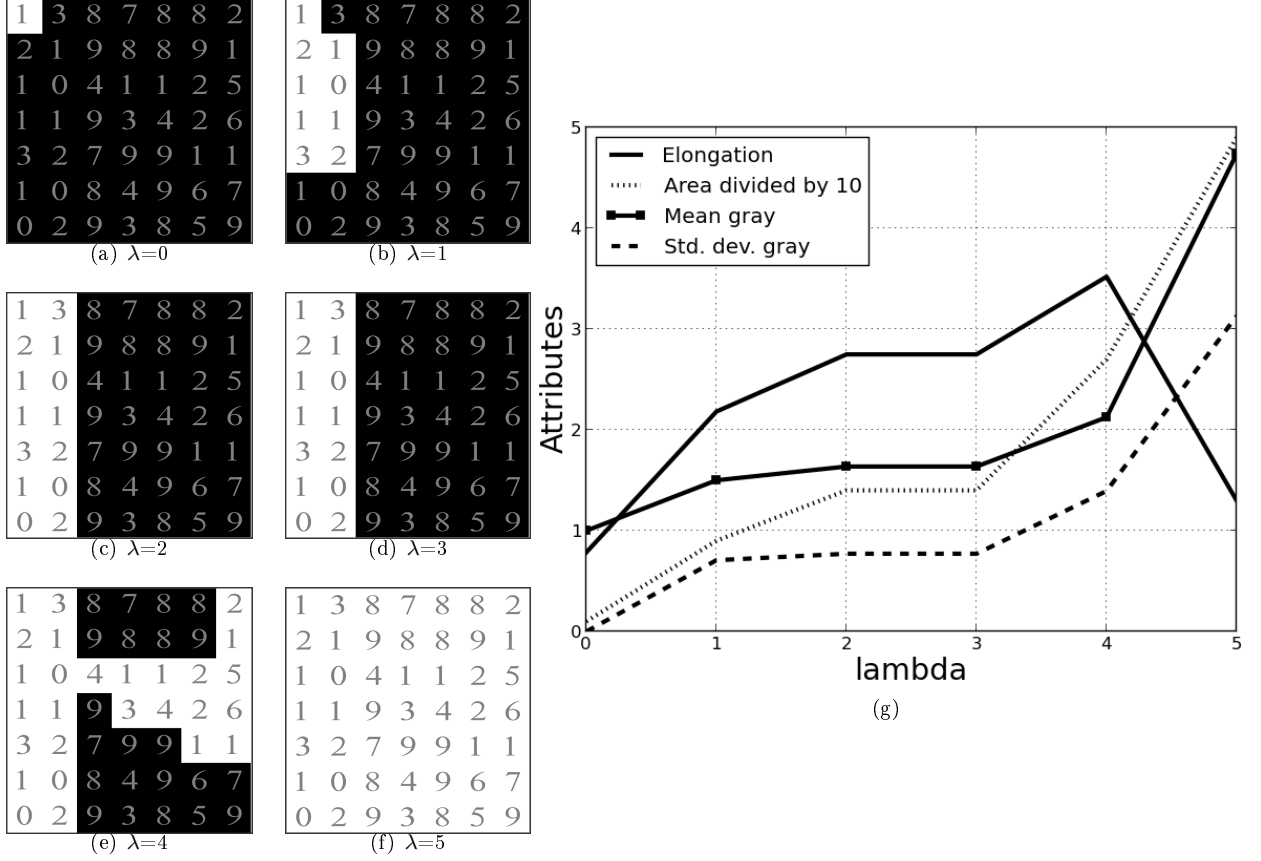 1 3 8 7 8 8 2
2 1 9 8 8 9 1
1 0 4 1 1 2 5
1 1 9 3 4 2 6
3 2 7 9 9 1 1
1 0 8 4 9 6 7
0 2 9 3 8 5 9
(a) λ=0
1 3 8 7 8 8 2
2 1 9 8 8 9 1
1 0 4 1 1 2 5
1 1 9 3 4 2 6
3 2 7 9 9 1 1
1 0 8 4 9 6 7
0 2 9 3 8 5 9
(b) λ=1
1 3 8 7 8 8 2
2 1 9 8 8 9 1
1 0 4 1 1 2 5
1 1 9 3 4 2 6
3 2 7 9 9 1 1
1 0 8 4 9 6 7
0 2 9 3 8 5 9
(c) λ=2
1 3 8 7 8 8 2
2 1 9 8 8 9 1
1 0 4 1 1 2 5
1 1 9 3 4 2 6
3 2 7 9 9 1 1
1 0 8 4 9 6 7
0 2 9 3 8 5 9
(d) λ=3
1 3 8 7 8 8 2
2 1 9 8 8 9 1
1 0 4 1 1 2 5
1 1 9 3 4 2 6
3 2 7 9 9 1 1
1 0 8 4 9 6 7
0 2 9 3 8 5 9
(e) λ=4
1 3 8 7 8 8 2
2 1 9 8 8 9 1
1 0 4 1 1 2 5
1 1 9 3 4 2 6
3 2 7 9 9 1 1
1 0 8 4 9 6 7
0 2 9 3 8 5 9
(f) λ=5
Elongation
Area divided by 10
Mean gray
Std. dev. gray
5
4
3
2
1
0
Attributes
0 1 2 3 4 5
lambda
(g)